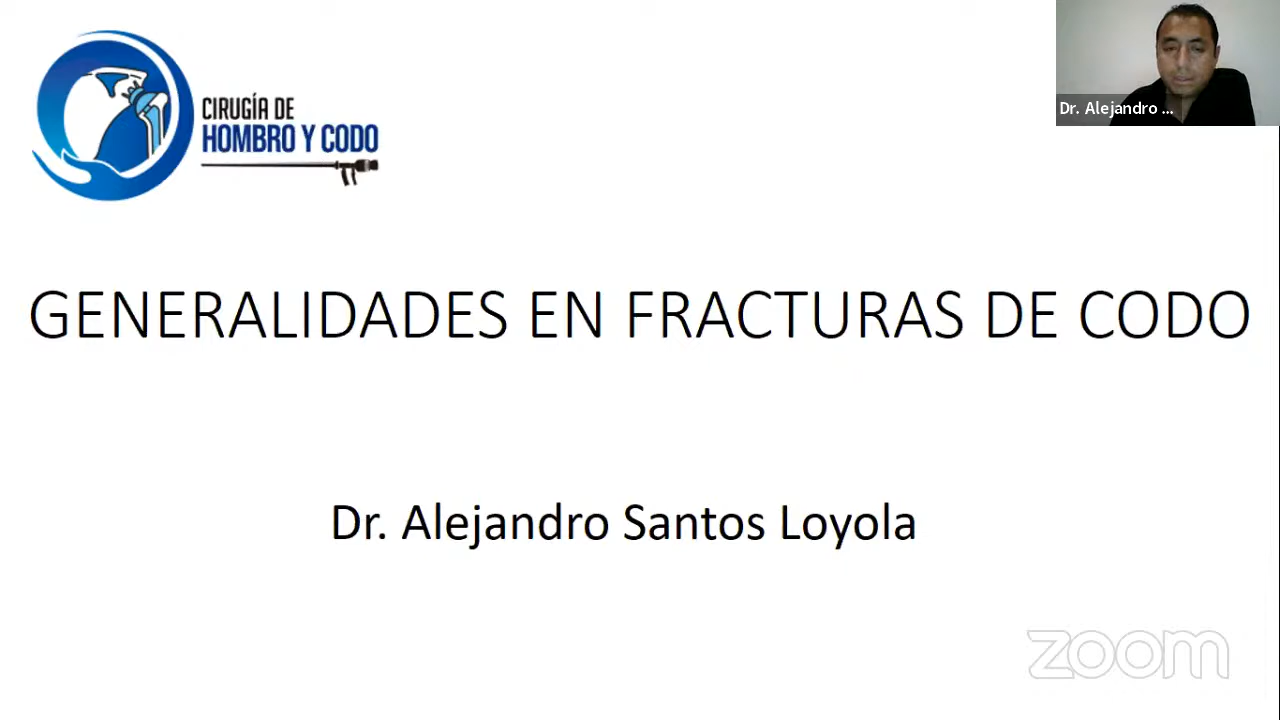 CIRUGÍA DE
HOMBRO Y CODO
Dr. Alejandro ...
GENERALIDADES EN FRACTURAS DE CODO
Dr. Alejandro Santos Loyola
zoom